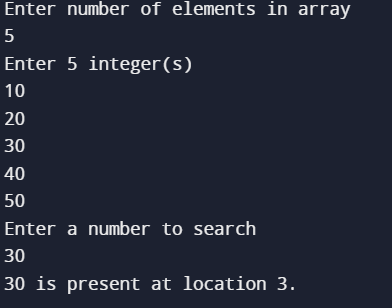 Enter number of elements in array
5
Enter 5 integer(s)
10
20
30
40
50
Enter a number to search
30
30 is present at location 3.